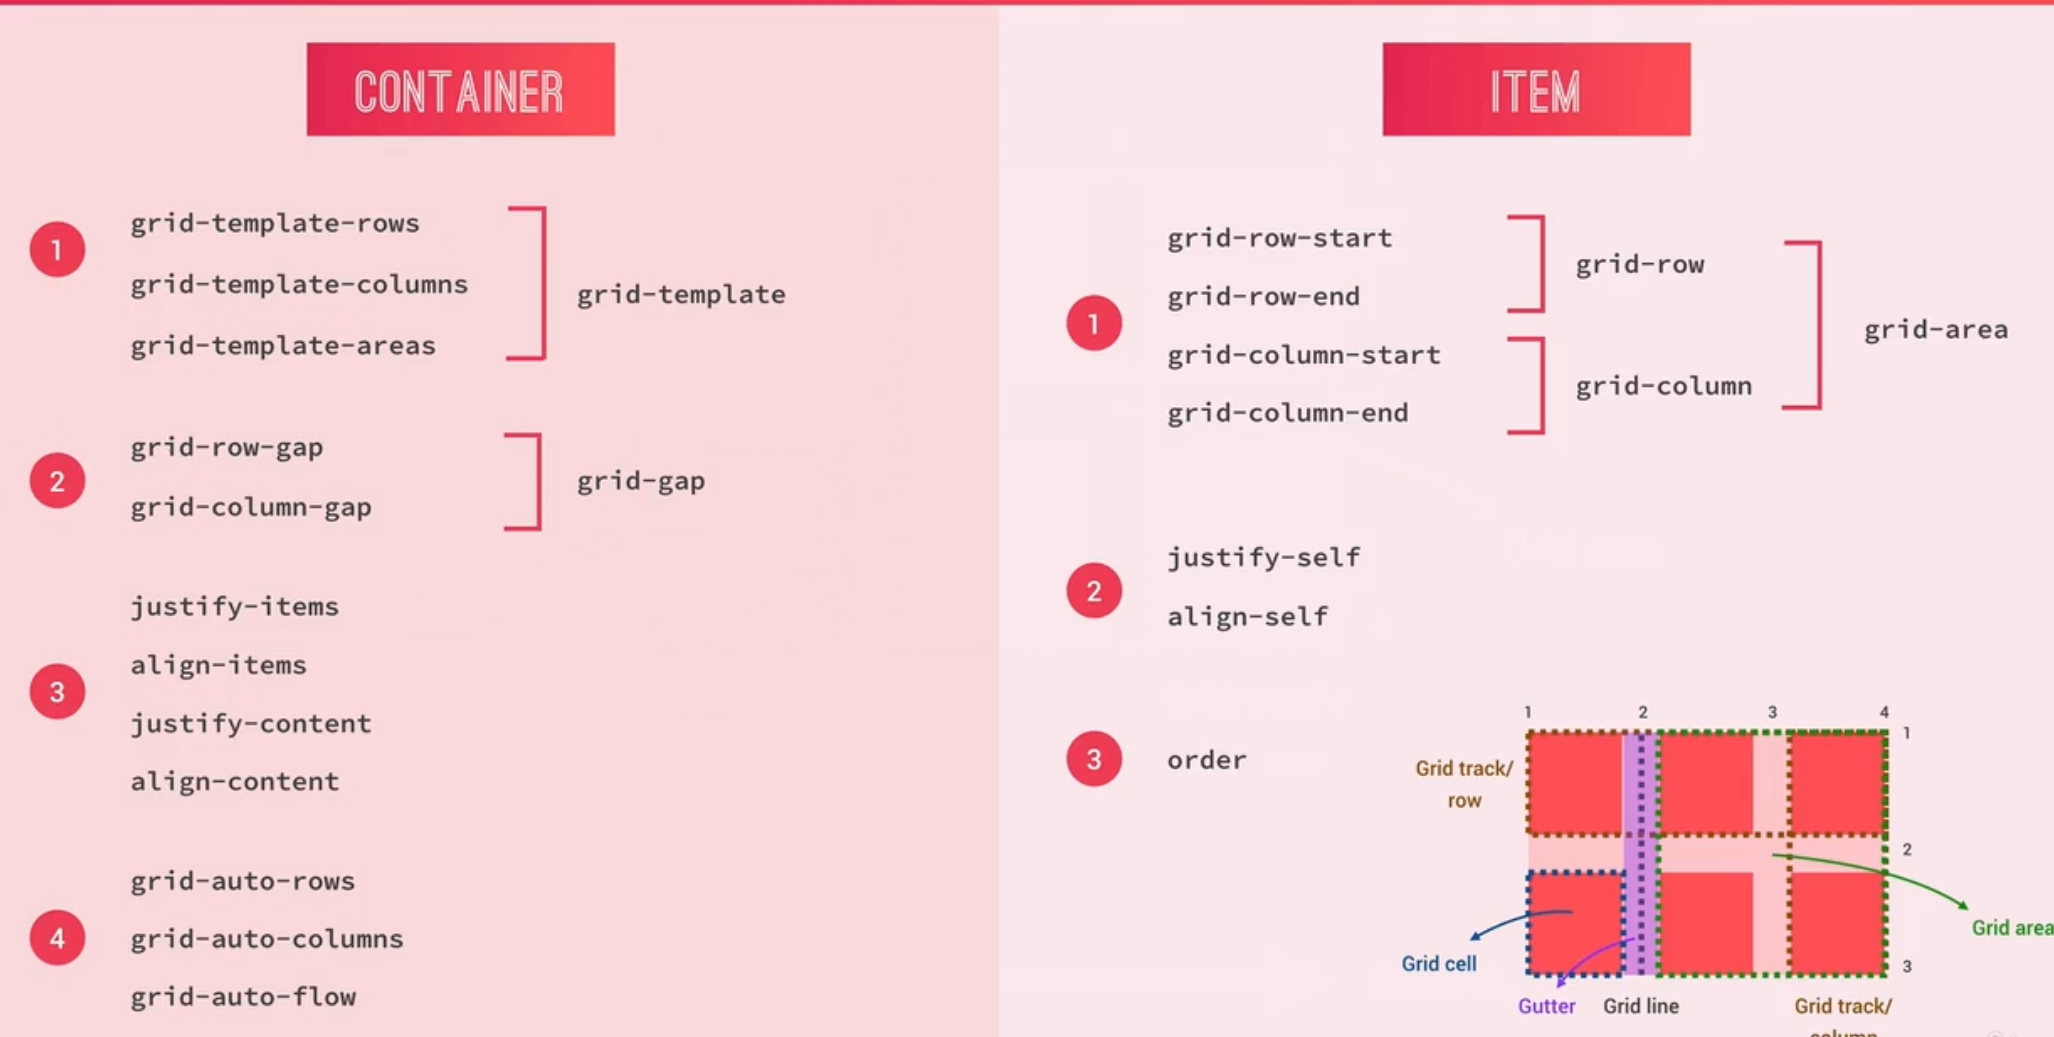 CONTAINER
1
grid-template-rows
grid-template-columns
grid-template-areas
grid-template
2
grid-row-gap
grid-column-gap
grid-gap
3
justify-items
align-items
justify-content
align-content
4
grid-auto-rows
grid-auto-columns
grid-auto-flow
ITEM
1
grid-row-start
grid-row-end
grid-column-start
grid-column-end
grid-row
grid-column
grid-area
2
justify-self
align-self
3
order
1 2 3 4
1
2
3
Grid track/
row
Grid cell
Gutter
Grid line
Grid area
Grid track/
column